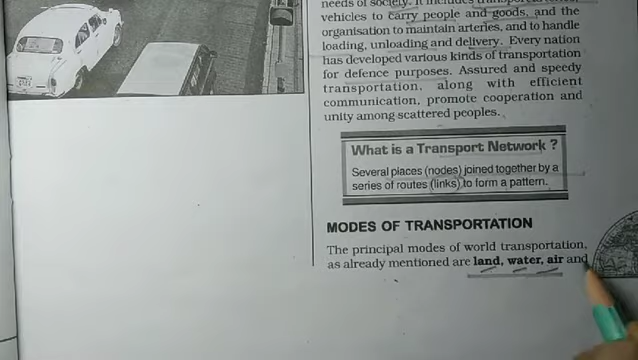 needs of society. It includes transport
vehicles to carry people and goods, and the
organisation to maintain arteries, and to handle
loading, unloading and delivery. Every nation
has developed various kinds of transportation
for defence purposes. Assured and speedy
transportation, along with efficient
communication, promote cooperation and
unity among scattered peoples.
What is a Transport Network ?
Several places (nodes) joined together by a
series of routes (links) to form a pattern.
MODES OF TRANSPORTATION
The principal modes of world transportation,
as already mentioned are land, water, air and